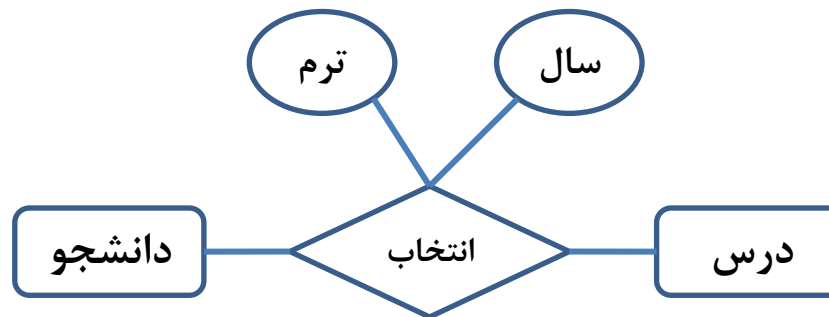 سال
ترم
درس
انتخاب
دانشجو